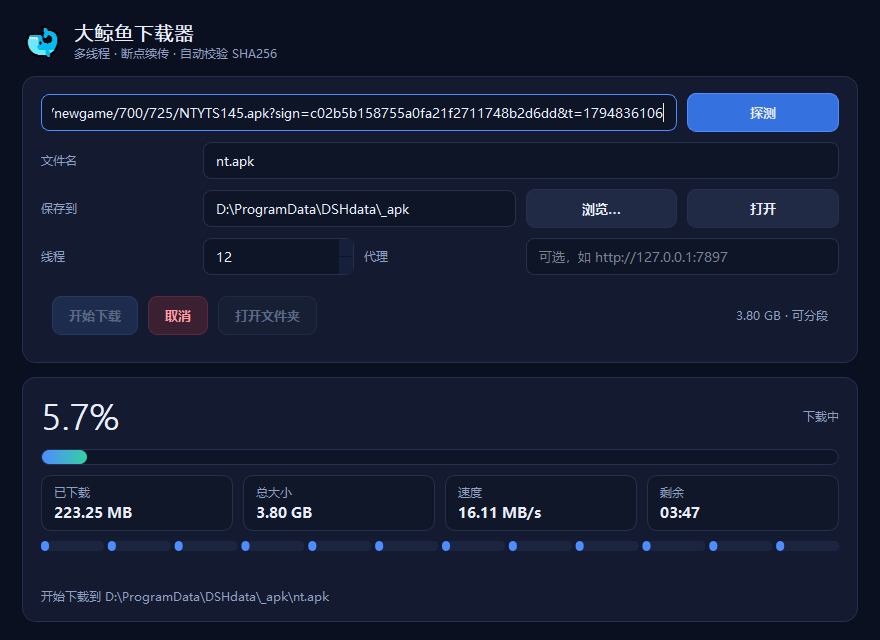 大鲸鱼下载器
多线程 · 断点续传 · 自动校验 SHA256
/newgame/700/725/NTYTS145.apk?sign=c02b5b158755a0fa21f2711748b2d6dd&t=1794836106
探测
文件名
nt.apk
保存到
D:\ProgramData\DSHdata\_apk
浏览...
打开
线程
12
代理
可选，如 http://127.0.0.1:7897
开始下载
取消
打开文件夹
3.80 GB · 可分段
5.7%
下载中
已下载
223.25 MB
总大小
3.80 GB
速度
16.11 MB/s
剩余
03:47
开始下载到 D:\ProgramData\DSHdata\_apk\nt.apk